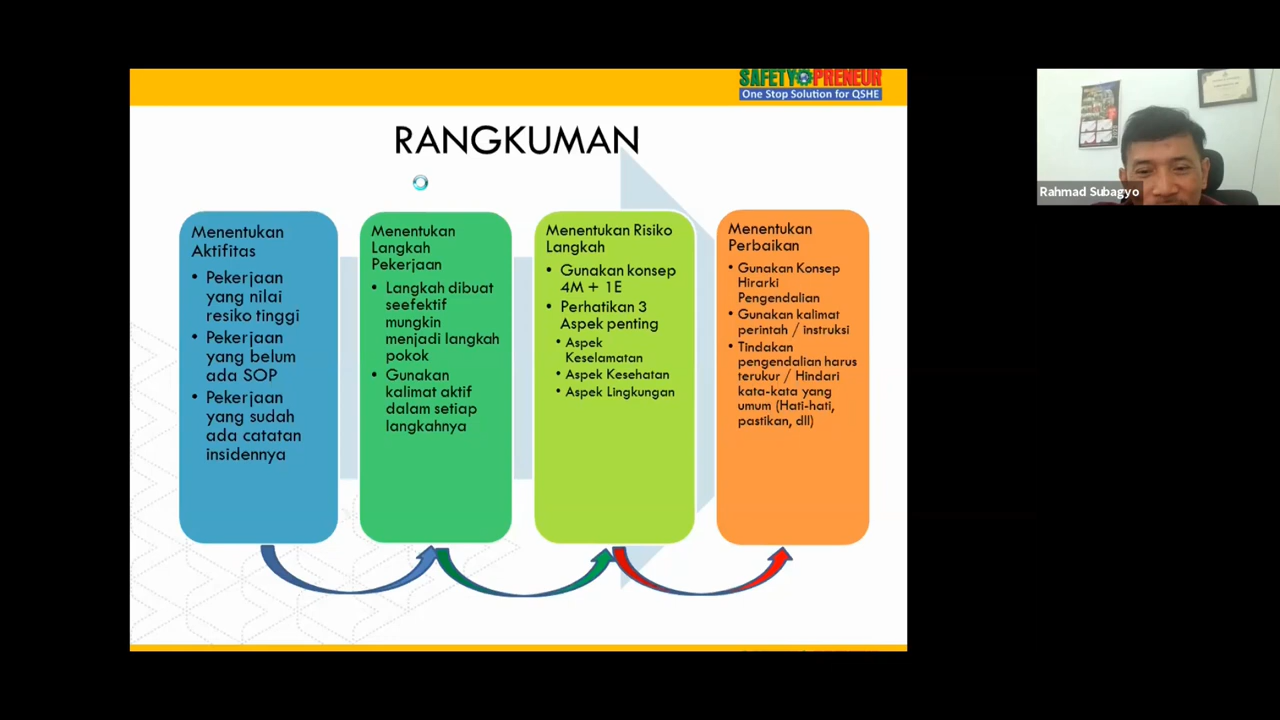 SAFETYPRENEUR
One Stop Solution for QSHE
RANGKUMAN
Menentukan
Aktifitas
• Pekerjaan
yang nilai
resiko tinggi
• Pekerjaan
yang belum
ada SOP
• Pekerjaan
yang sudah
ada catatan
insidennya
Menentukan
Langkah
Pekerjaan
• Langkah dibuat
seefektif
mungkin
menjadi langkah
pokok
• Gunakan
kalimat aktif
dalam setiap
langkahnya
Menentukan Risiko
Langkah
• Gunakan konsep
4M + 1E
• Perhatikan 3
Aspek penting
• Aspek
Keselamatan
• Aspek Kesehatan
• Aspek Lingkungan
Menentukan
Perbaikan
• Gunakan Konsep
Hirarki
Pengendalian
• Gunakan kalimat
perintah / instruksi
• Tindakan
pengendalian harus
terukur / Hindari
kata-kata yang
umum (Hati-hati,
pastikan, dll)
Rahmad Subagyo